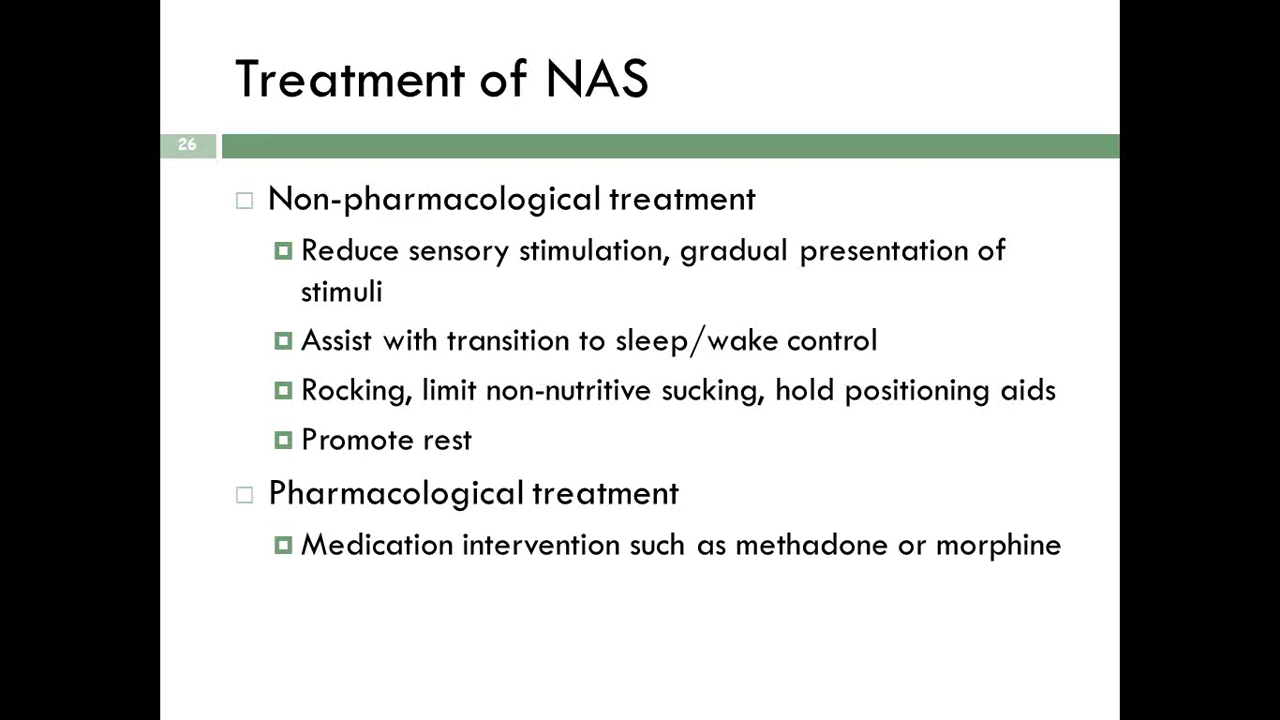 Treatment of NAS
26
Non-pharmacological treatment
Reduce sensory stimulation, gradual presentation of
stimuli
Assist with transition to sleep/wake control
Rocking, limit non-nutritive sucking, hold positioning aids
Promote rest
Pharmacological treatment
Medication intervention such as methadone or morphine